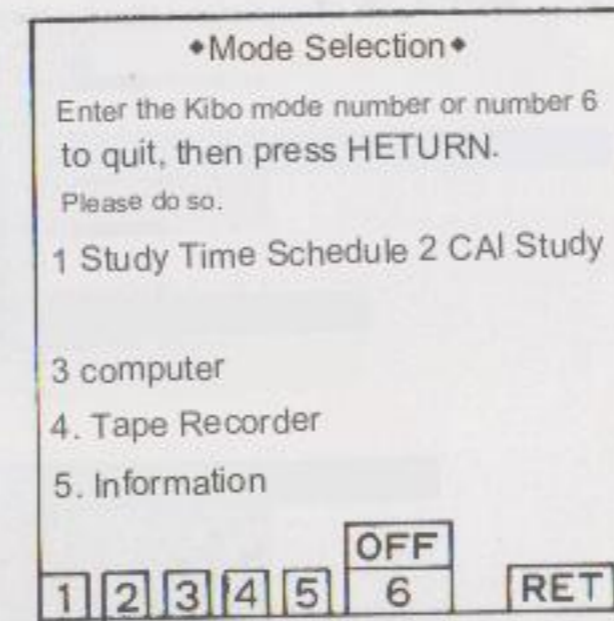 ◆Mode Selection◆
Enter the Kibo mode number or number 6
to quit, then press HETURN.
Please do so.
1 Study Time Schedule 2 CAI Study
3 computer
4. Tape Recorder
5. Information
OFF
1 2 3 4 5 6 RET